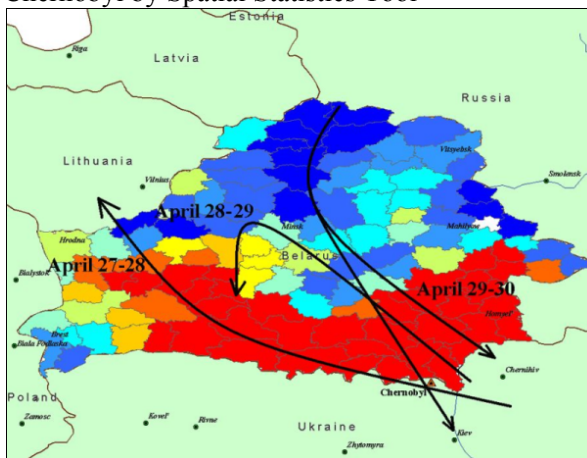 Chernobyl by Spatial Statistics Tool
Estonia
Riga
Latvia
Russia
Vitsyebsk
Lithuania
Smolensk
Vilnius
April 28-29
Mahilyow
Hrodna
Minsk
Belarus
April 27-28
Bialystok
April 29-30
Homyel'
Brest
Biala Podlaska
Chernihiv
Chernobyl
Poland
Zamosc
Kovel'
Rivne
Ukraine
Kiev
Zhytomyra